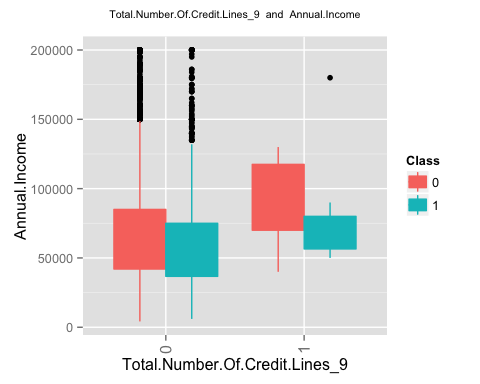 Total.Number.Of.Credit.Lines_9 and Annual.Income
200000
150000
100000
50000
0
Annual.Income
0
1
Total.Number.Of.Credit.Lines_9
Class
0
1